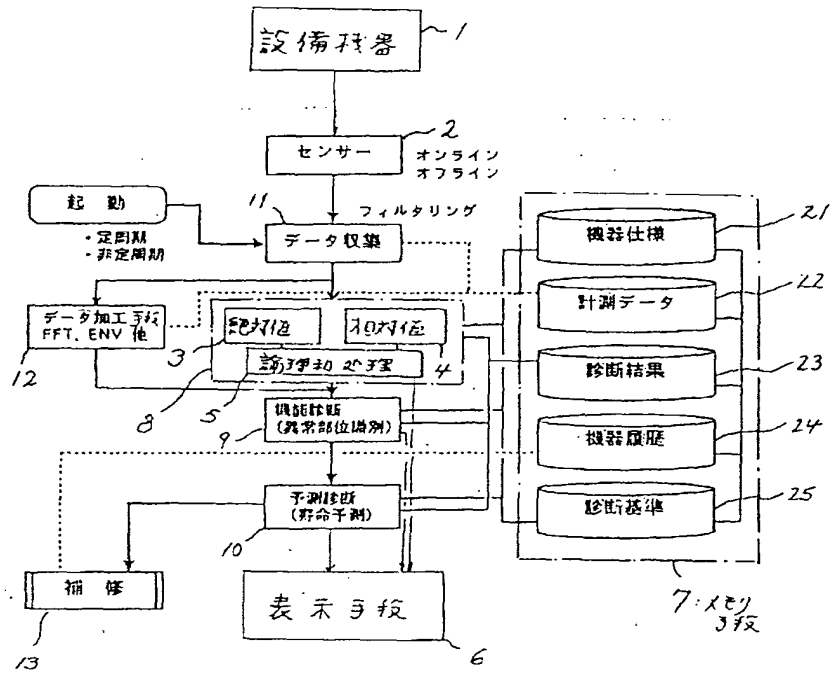 設備機器
1
センサー
2
オンライン
オフライン
起動
・定周期
・非定周期
11
フィルタリング
データ収集
機器仕様
21
計測データ
22
データ加工手段
FFT、ENV他
12
絶対値
3
相対値
4
論理和処理
5
8
診断結果
23
機能診断
(異常部位識別)
9
機器履歴
24
予測診断
(寿命予測)
10
診断基準
25
補修
13
表示手段
6
7:メモリ
手段